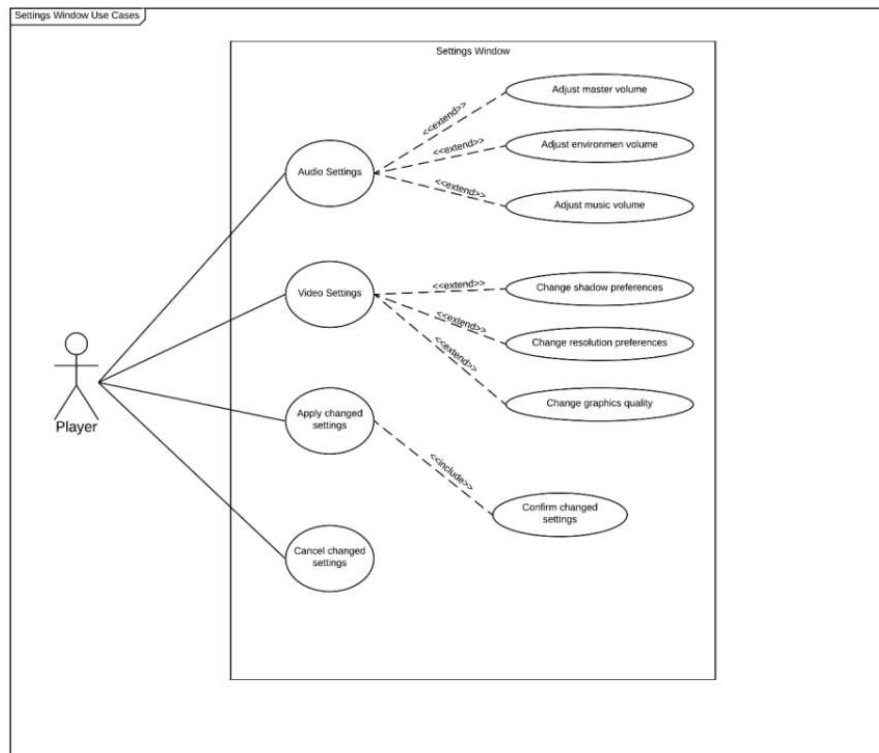 Settings Window Use Cases
Settings Window
Adjust master volume
<<extend>>
Adjust environmen volume
<<extend>>
Audio Settings
<<extend>>
Adjust music volume
Video Settings
<<extend>>
Change shadow preferences
<<extend>>
Change resolution preferences
<<extend>>
Change graphics quality
Player
Apply changed
settings
<<include>>
Confirm changed
settings
Cancel changed
settings